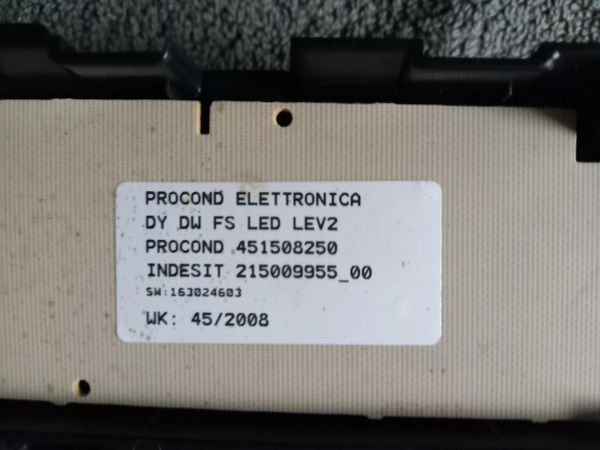 PROCOND ELETTRONICA
DY DW FS LED LEV2
PROCOND 451508250
INDESIT 215009955_00
SW:163024603
WK: 45/2008